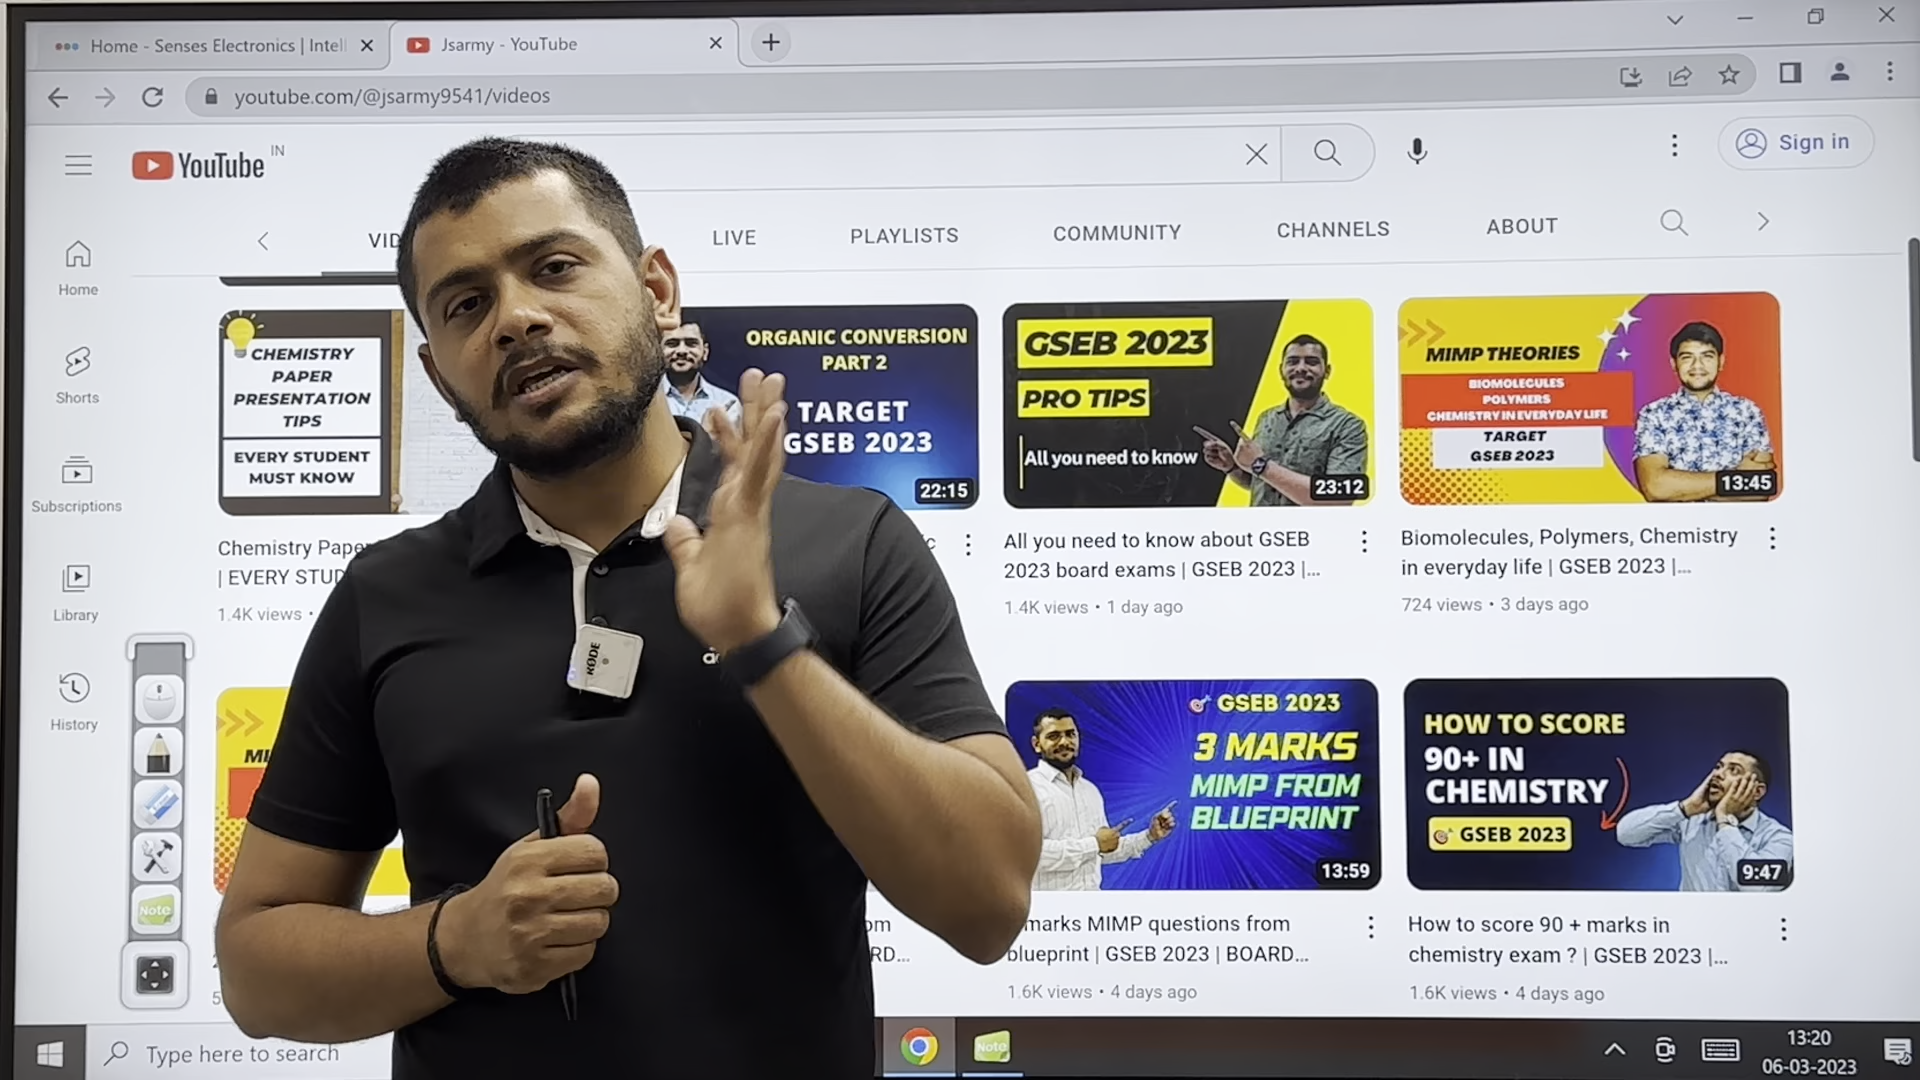 Home - Senses Electronics | Intel
Jsarmy - YouTube
youtube.com/@jsarmy9541/videos
YouTube IN
Sign in
VID
LIVE
PLAYLISTS
COMMUNITY
CHANNELS
ABOUT
Home
Shorts
Subscriptions
Library
History
CHEMISTRY
PAPER
PRESENTATION
TIPS
EVERY STUDENT
MUST KNOW
Chemistry Pape
| EVERY STUD
1.4K views •
ORGANIC CONVERSION
PART 2
TARGET
GSEB 2023
22:15
GSEB 2023
PRO TIPS
All you need to know
23:12
All you need to know about GSEB
2023 board exams | GSEB 2023 |...
1.4K views • 1 day ago
MIMP THEORIES
BIOMOLECULES
POLYMERS
CHEMISTRY IN EVERYDAY LIFE
TARGET
GSEB 2023
13:45
Biomolecules, Polymers, Chemistry
in everyday life | GSEB 2023 |...
724 views • 3 days ago
RØDE
GSEB 2023
3 MARKS
MIMP FROM
BLUEPRINT
13:59
marks MIMP questions from
blueprint | GSEB 2023 | BOARD...
1.6K views • 4 days ago
HOW TO SCORE
90+ IN
CHEMISTRY
GSEB 2023
9:47
How to score 90 + marks in
chemistry exam ? | GSEB 2023 |...
1.6K views • 4 days ago
om
RD...
Note
Type here to search
Note
13:20
06-03-2023